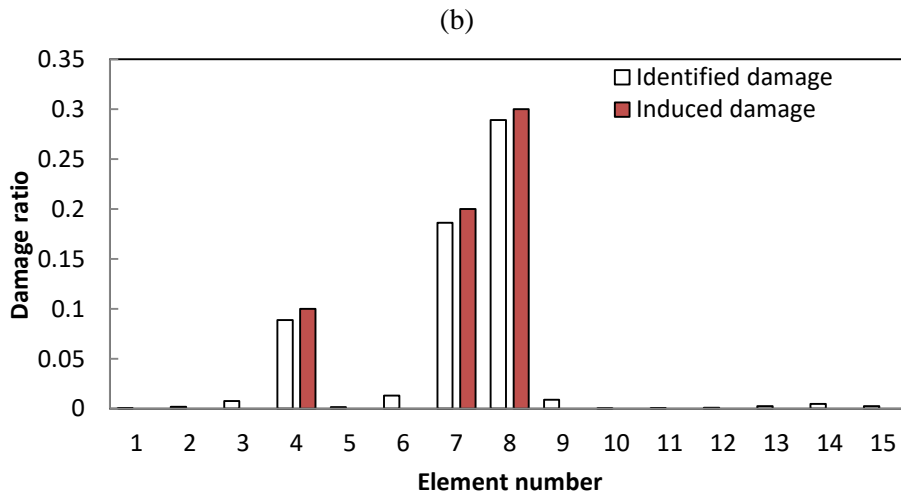 (b)
0.35
0.3
0.25
0.2
0.15
0.1
0.05
0
Damage ratio
Identified damage
Induced damage
1 2 3 4 5 6 7 8 9 10 11 12 13 14 15
Element number